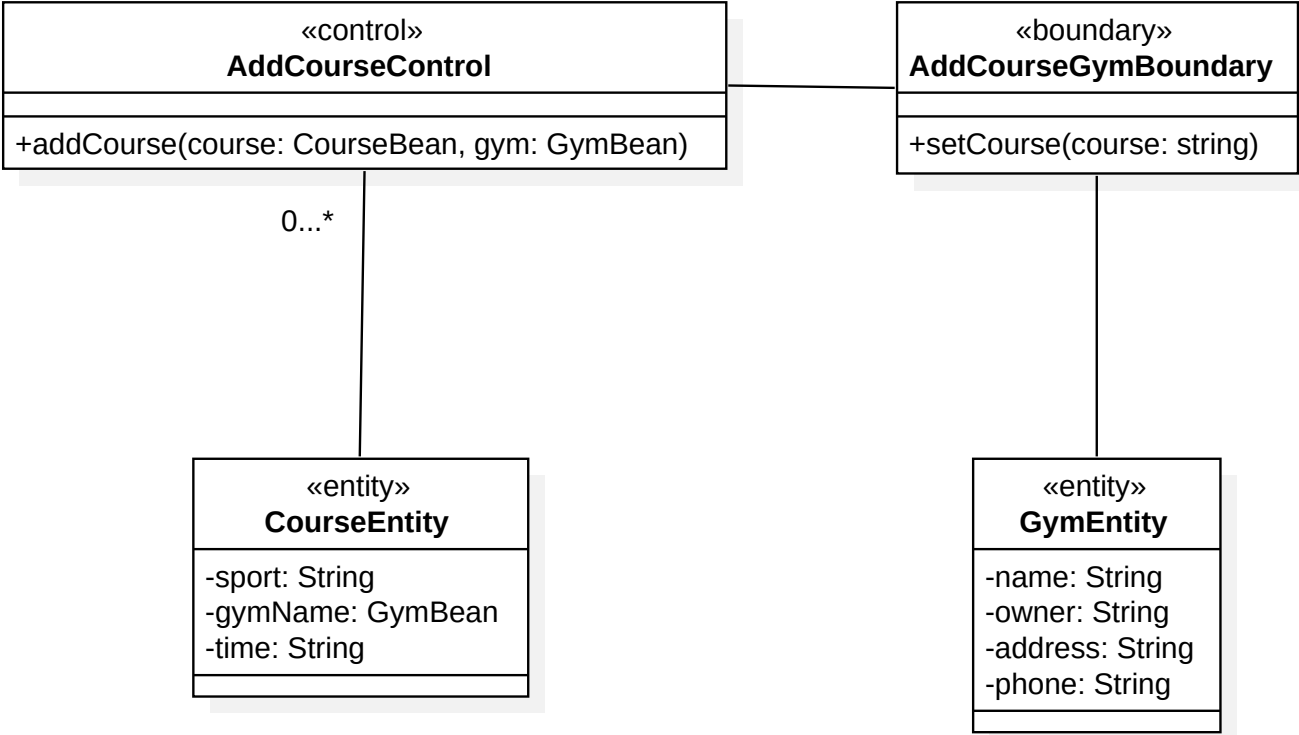 «control»
AddCourseControl
+addCourse(course: CourseBean, gym: GymBean)
«boundary»
AddCourseGymBoundary
+setCourse(course: string)
0...*
«entity»
CourseEntity
-sport: String
-gymName: GymBean
-time: String
«entity»
GymEntity
-name: String
-owner: String
-address: String
-phone: String